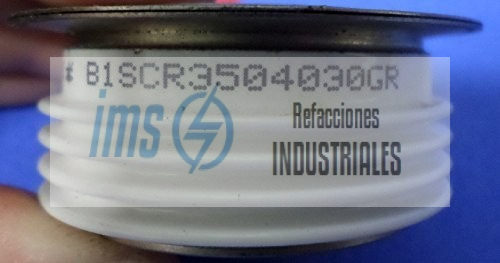 B1SCR3504030GR
ims
Refacciones
INDUSTRIALES